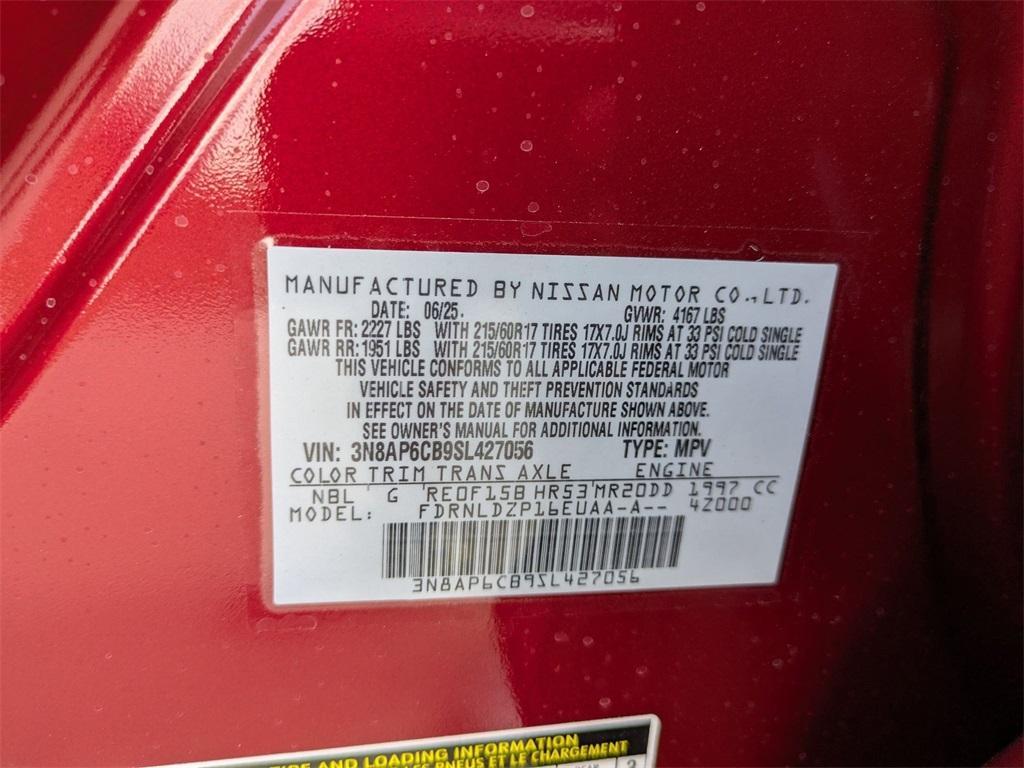 MANUFACTURED BY NISSAN MOTOR CO., LTD.
DATE: 06/25. GVWR: 4167 LBS
GAWR FR: 2227 LBS WITH 215/60R17 TIRES 17X7.0J RIMS AT 33 PSI COLD SINGLE
GAWR RR: 1951 LBS WITH 215/60R17 TIRES 17X7.0J RIMS AT 33 PSI COLD SINGLE
THIS VEHICLE CONFORMS TO ALL APPLICABLE FEDERAL MOTOR
VEHICLE SAFETY AND THEFT PREVENTION STANDARDS
IN EFFECT ON THE DATE OF MANUFACTURE SHOWN ABOVE.
SEE OWNER'S MANUAL FOR ADDITIONAL INFORMATION.
VIN: 3N8AP6CB9SL427056 TYPE: MPV
COLOR TRIM TRANS AXLE ENGINE
NBL G RE0F15B HR53 MR20DD 1997 CC
MODEL: FDRNLDZP16EUAA-A-- 4Z000
3N8AP6CB9SL427056
AND LOADING INFORMATION
PNEUS ET LE CHARGEMENT
3